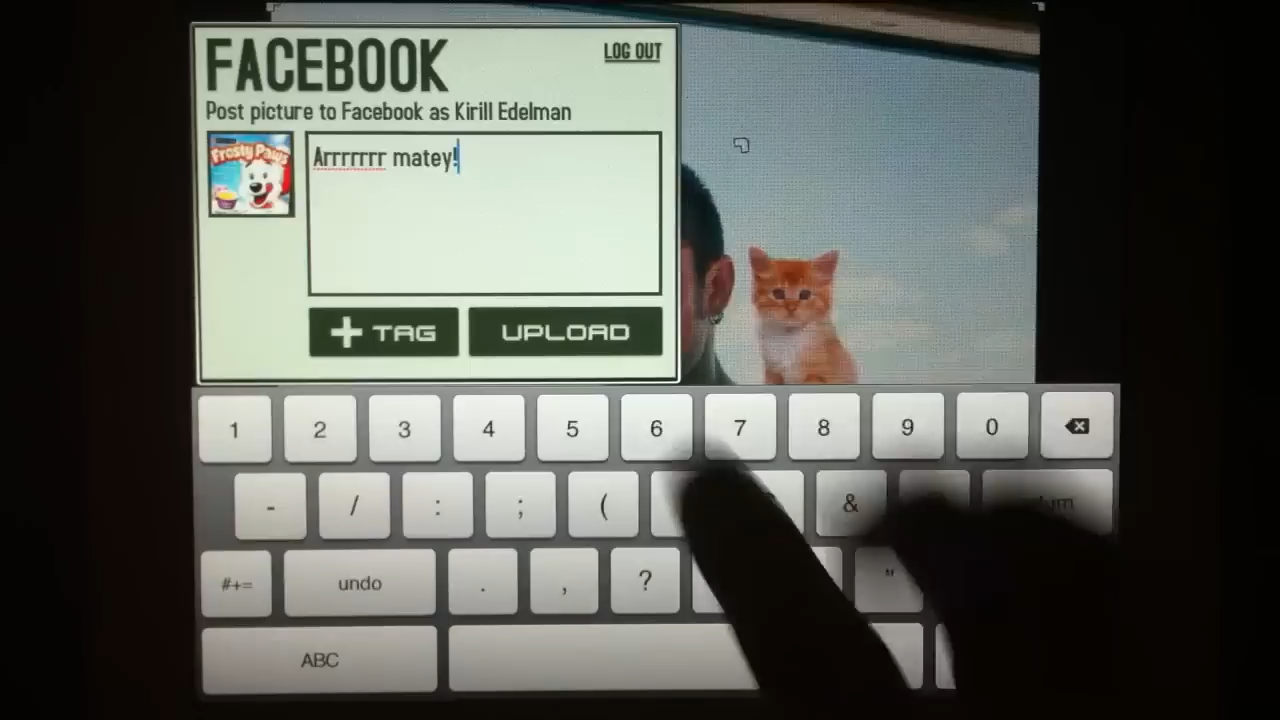 FACEBOOK
LOG OUT
Post picture to Facebook as Kirill Edelman
Frosty Paws
Arrrrrrr matey!
+ TAG
UPLOAD
1 2 3 4 5 6 7 8 9 0
- / : ; ( &
#+= undo . , ? "
ABC